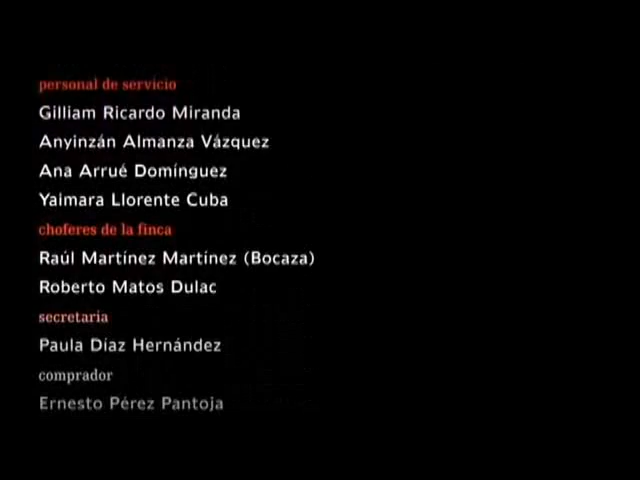 personal de servicio
Gilliam Ricardo Miranda
Anyinzán Almanza Vázquez
Ana Arrué Domínguez
Yaimara Llorente Cuba
choferes de la finca
Raúl Martínez Martínez (Bocaza)
Roberto Matos Dulac
secretaria
Paula Díaz Hernández
comprador
Ernesto Pérez Pantoja